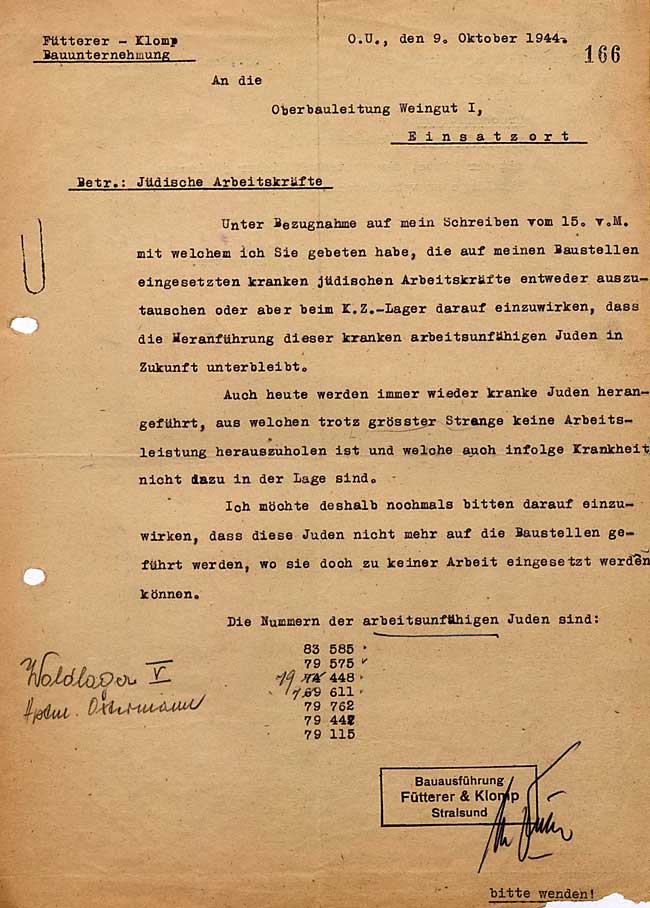 Fütterer - Klomp
Bauunternehmung
O.U., den 9. Oktober 1944.
166
An die
Oberbauleitung Weingut I,
Einsatzort
Betr.: Jüdische Arbeitskräfte
Unter Bezugnahme auf mein Schreiben vom 15. v.M.
mit welchem ich Sie gebeten habe, die auf meinen Baustellen
eingesetzten kranken jüdischen Arbeitskräfte entweder auszu-
tauschen oder aber beim K.Z.-Lager darauf einzuwirken, dass
die Heranführung dieser kranken arbeitsunfähigen Juden in
Zukunft unterbleibt.
Auch heute werden immer wieder kranke Juden heran-
geführt, aus welchen trotz grösster Strange keine Arbeits-
leistung herauszuholen ist und welche auch infolge Krankheit
nicht dazu in der Lage sind.
Ich möchte deshalb nochmals bitten darauf einzu-
wirken, dass diese Juden nicht mehr auf die Baustellen ge-
führt werden, wo sie doch zu keiner Arbeit eingesetzt werden
können.
Die Nummern der arbeitsunfähigen Juden sind:
83 585
79 575
79 448
69 611
79 762
79 442
79 115
Waldlager V
Ostermann
Bauausführung
Fütterer & Klomp
Stralsund
bitte wenden!